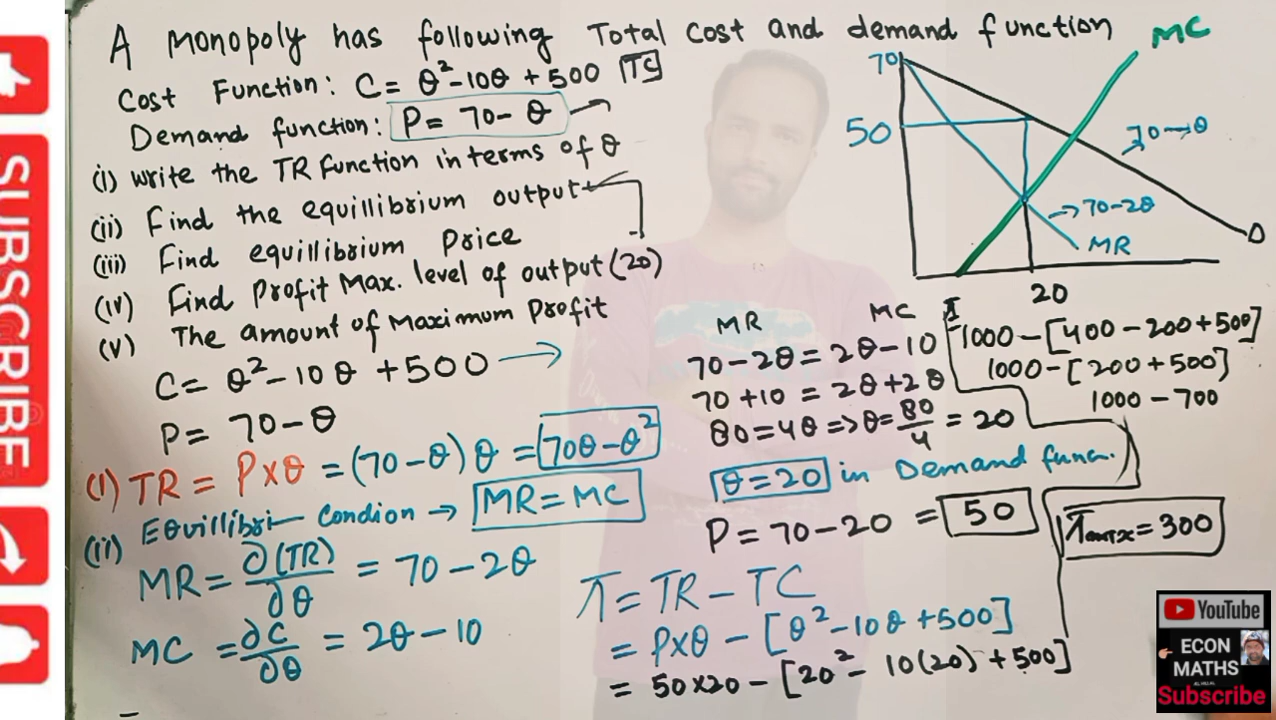 A Monopoly has following Total cost and demand function
Cost Function: C = θ² - 10θ + 500 [TC]
Demand function: P = 70 - θ
(i) write the TR Function in terms of θ
(ii) Find the equillibrium output
(iii) Find equillibrium Price
(iv) Find Profit Max. level of output (20)
(v) The amount of Maximum Profit
C = θ² - 10θ + 500 →
P = 70 - θ
(i) TR = P×θ = (70 - θ) θ = 70θ - θ²
(ii) Equillibri Condion → MR = MC
MR = ∂(TR)/∂θ = 70 - 2θ
MC = ∂C/∂θ = 2θ - 10
MR MC
70 - 2θ = 2θ - 10
70 + 10 = 2θ + 2θ
80 = 4θ => θ = 80/4 = 20
θ = 20 in Demand func.
P = 70 - 20 = 50
π = TR - TC
= P×θ - [θ² - 10θ + 500]
= 50×20 - [20² - 10(20) + 500]
1000 - [400 - 200 + 500]
1000 - [200 + 500]
1000 - 700
πmax = 300
MC
70
50
70 - θ
→ 70 - 2θ
MR
D
20
SUBSCRIBE
YouTube
ECON
MATHS
Subscribe